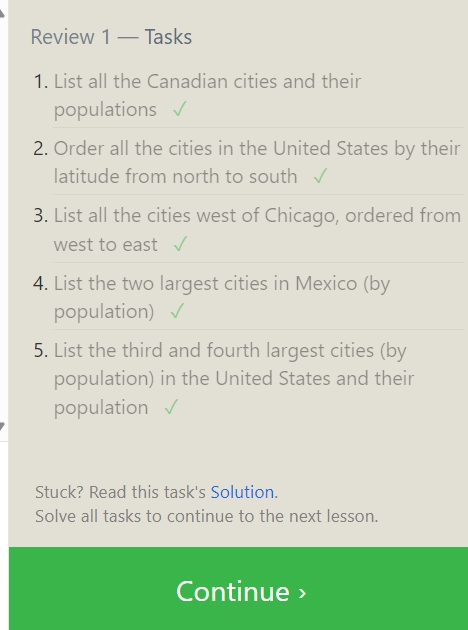 Review 1 — Tasks
1. List all the Canadian cities and their
populations ✓
2. Order all the cities in the United States by their
latitude from north to south ✓
3. List all the cities west of Chicago, ordered from
west to east ✓
4. List the two largest cities in Mexico (by
population) ✓
5. List the third and fourth largest cities (by
population) in the United States and their
population ✓
Stuck? Read this task's Solution.
Solve all tasks to continue to the next lesson.
Continue ›